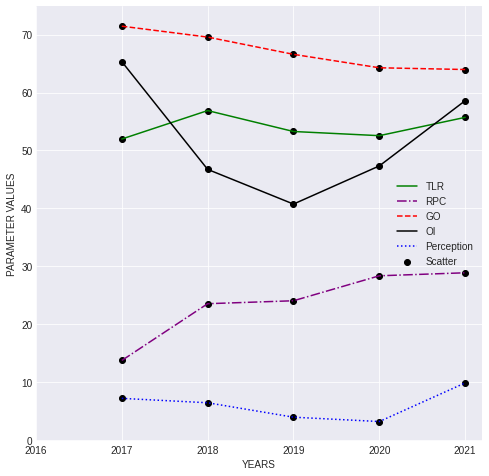 70
60
50
40
30
20
10
0
PARAMETER VALUES
TLR
RPC
GO
OI
Perception
Scatter
2016 2017 2018 2019 2020 2021
YEARS